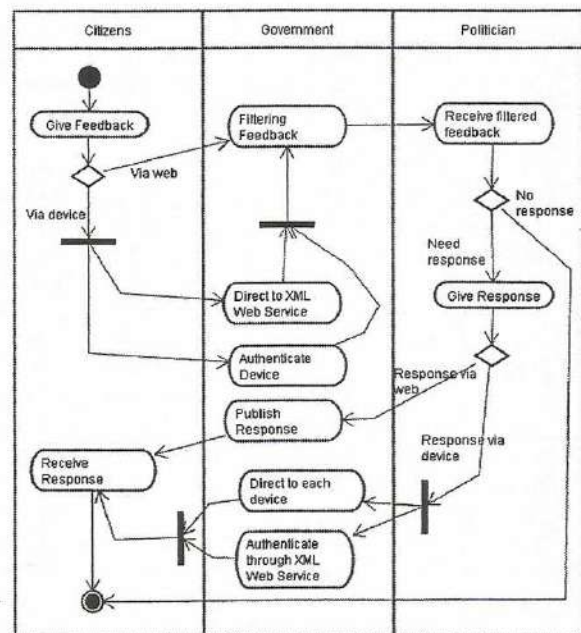 Citizens
Government
Politician
Give Feedback
Filtering
Feedback
Receive filtered
feedback
Via web
No
response
Via device
Need
response
Direct to XML
Web Service
Give Response
Authenticate
Device
Response via
web
Publish
Response
Response via
device
Receive
Response
Direct to each
device
Authenticate
through XML
Web Service